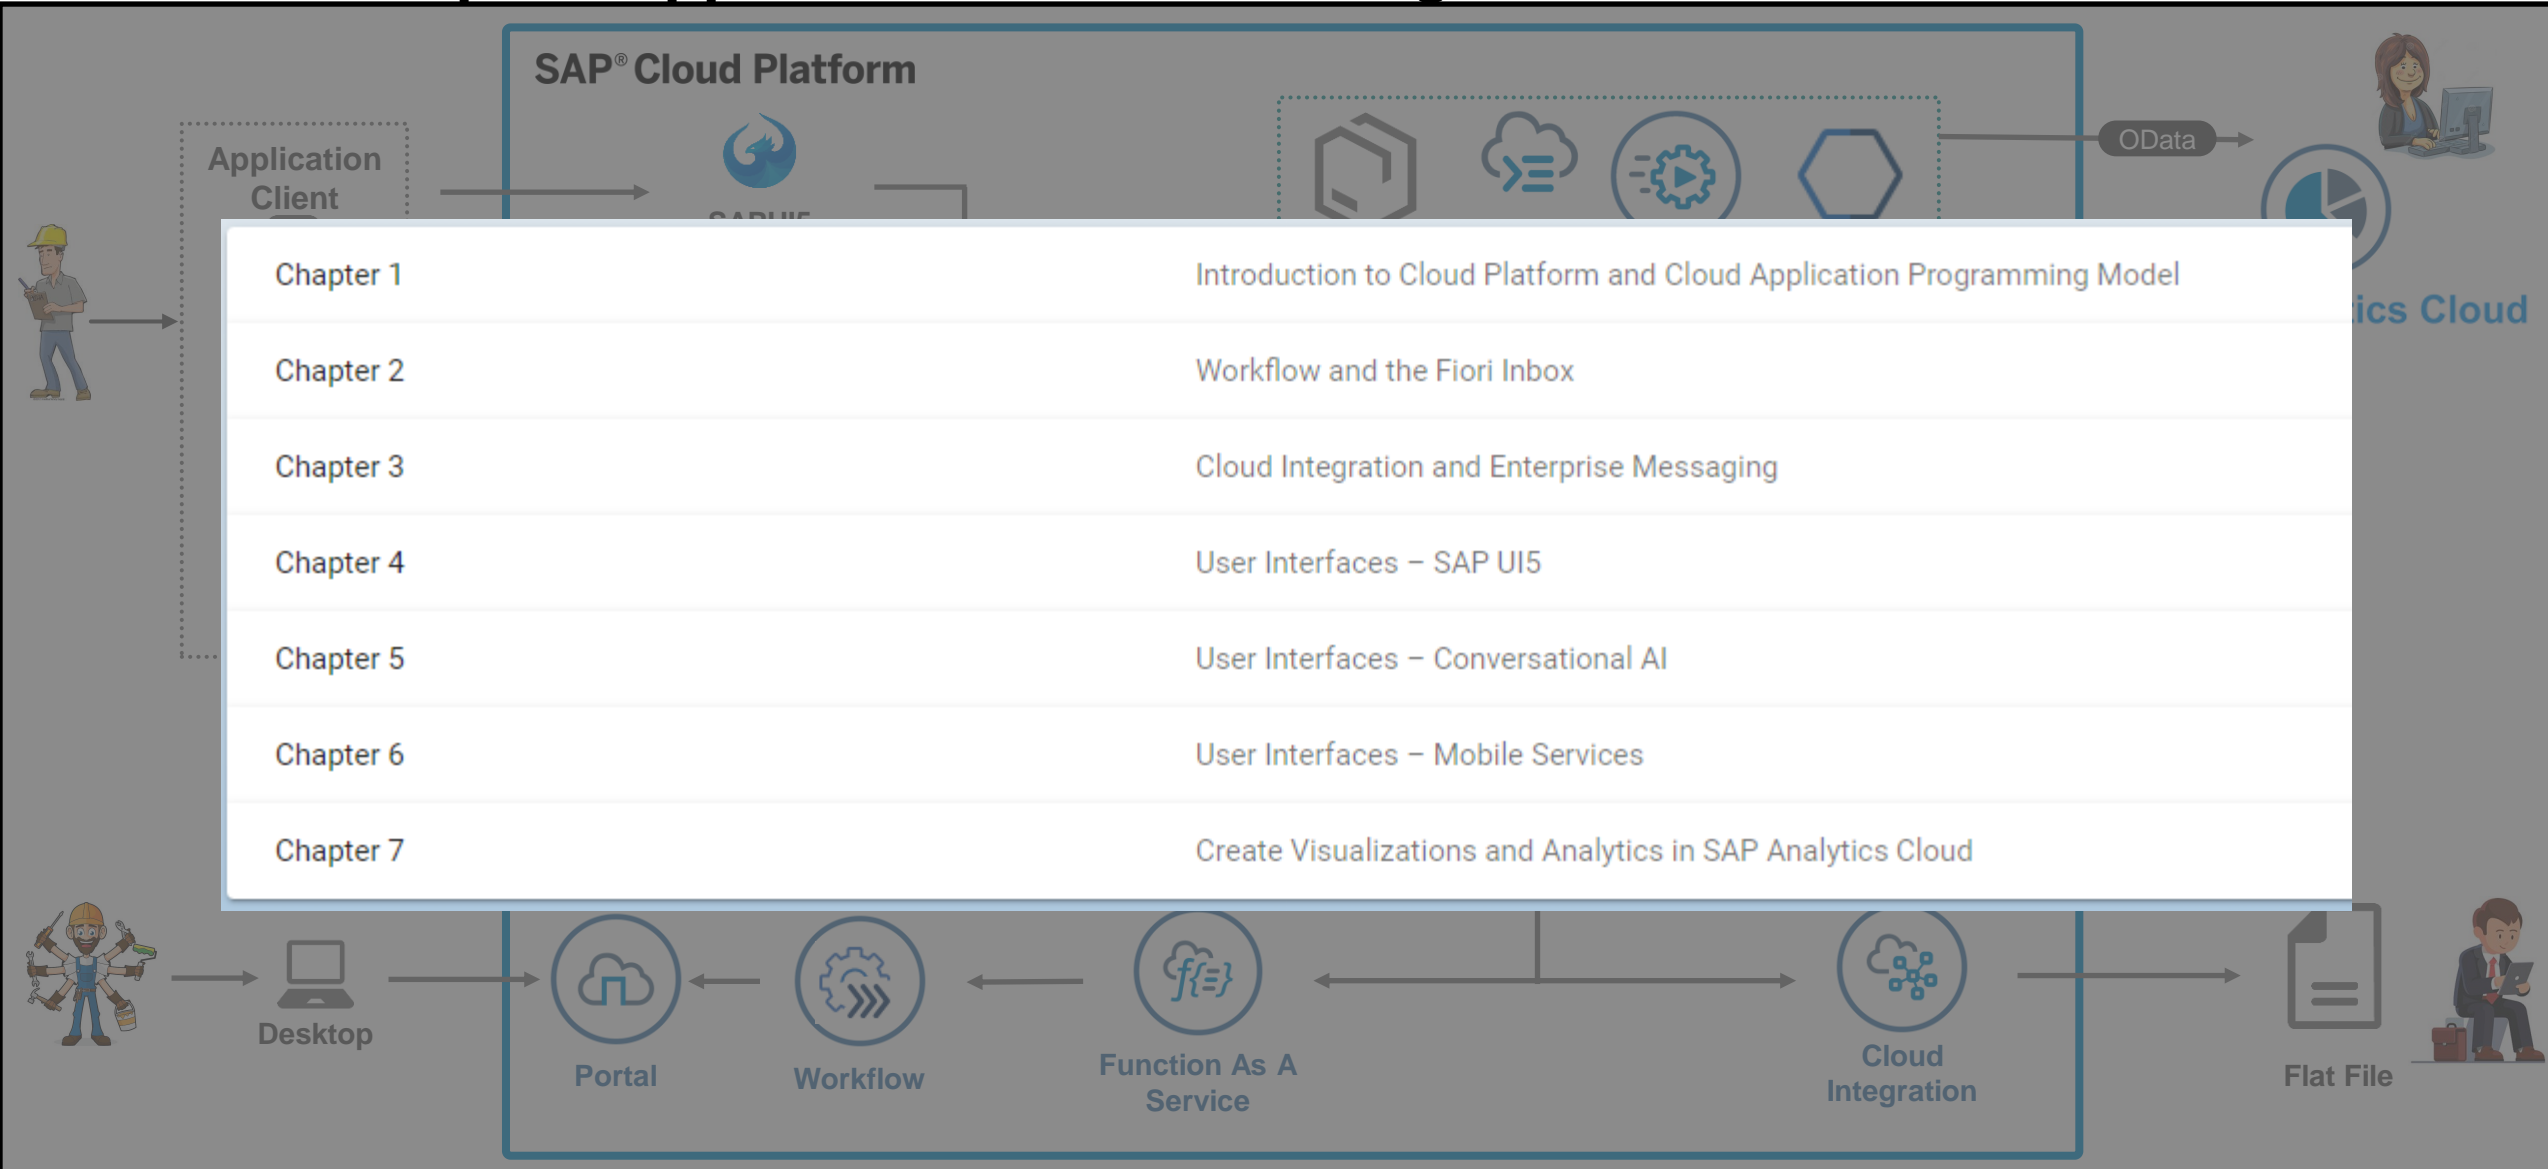 SAP® Cloud Platform
Application
Client
SAPUI5
OData
Chapter 1 Introduction to Cloud Platform and Cloud Application Programming Model
Chapter 2 Workflow and the Fiori Inbox
Chapter 3 Cloud Integration and Enterprise Messaging
Chapter 4 User Interfaces – SAP UI5
Chapter 5 User Interfaces – Conversational AI
Chapter 6 User Interfaces – Mobile Services
Chapter 7 Create Visualizations and Analytics in SAP Analytics Cloud
Cloud
Desktop
Portal
Workflow
f{=}
Function As A
Service
Cloud
Integration
Flat File